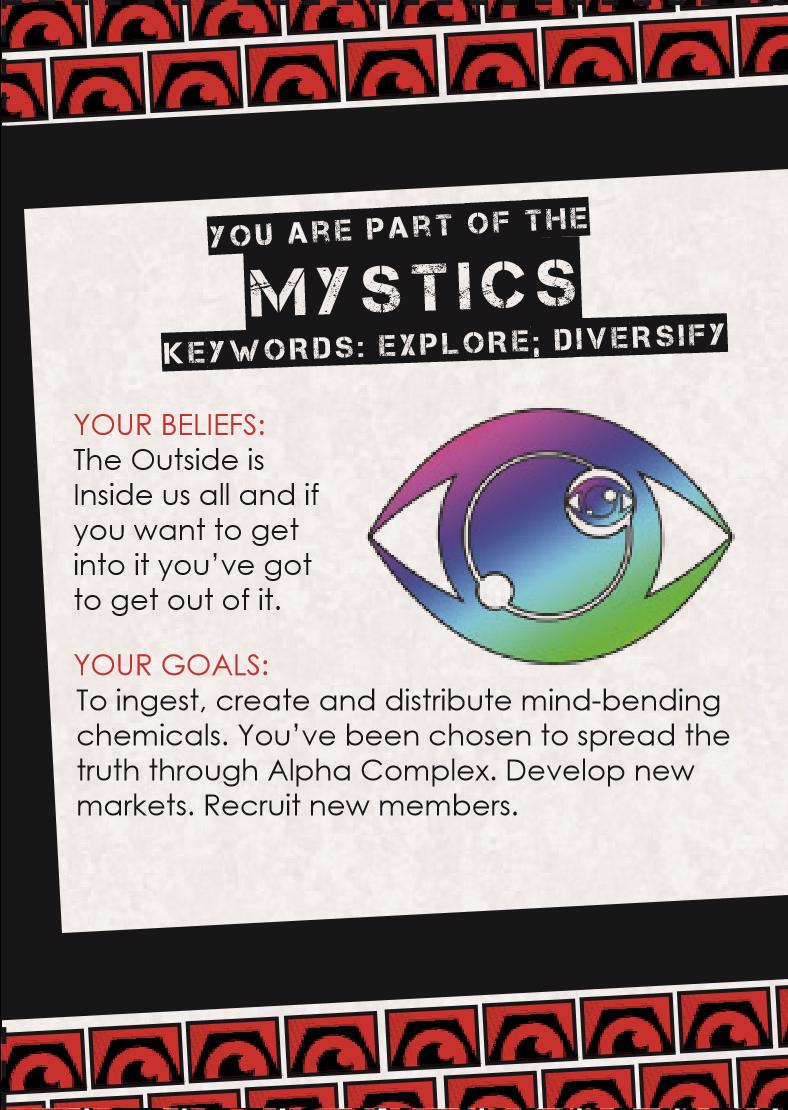 YOU ARE PART OF THE
MYSTICS
KEYWORDS: EXPLORE; DIVERSIFY
YOUR BELIEFS:
The Outside is
Inside us all and if
you want to get
into it you've got
to get out of it.
YOUR GOALS:
To ingest, create and distribute mind-bending
chemicals. You've been chosen to spread the
truth through Alpha Complex. Develop new
markets. Recruit new members.